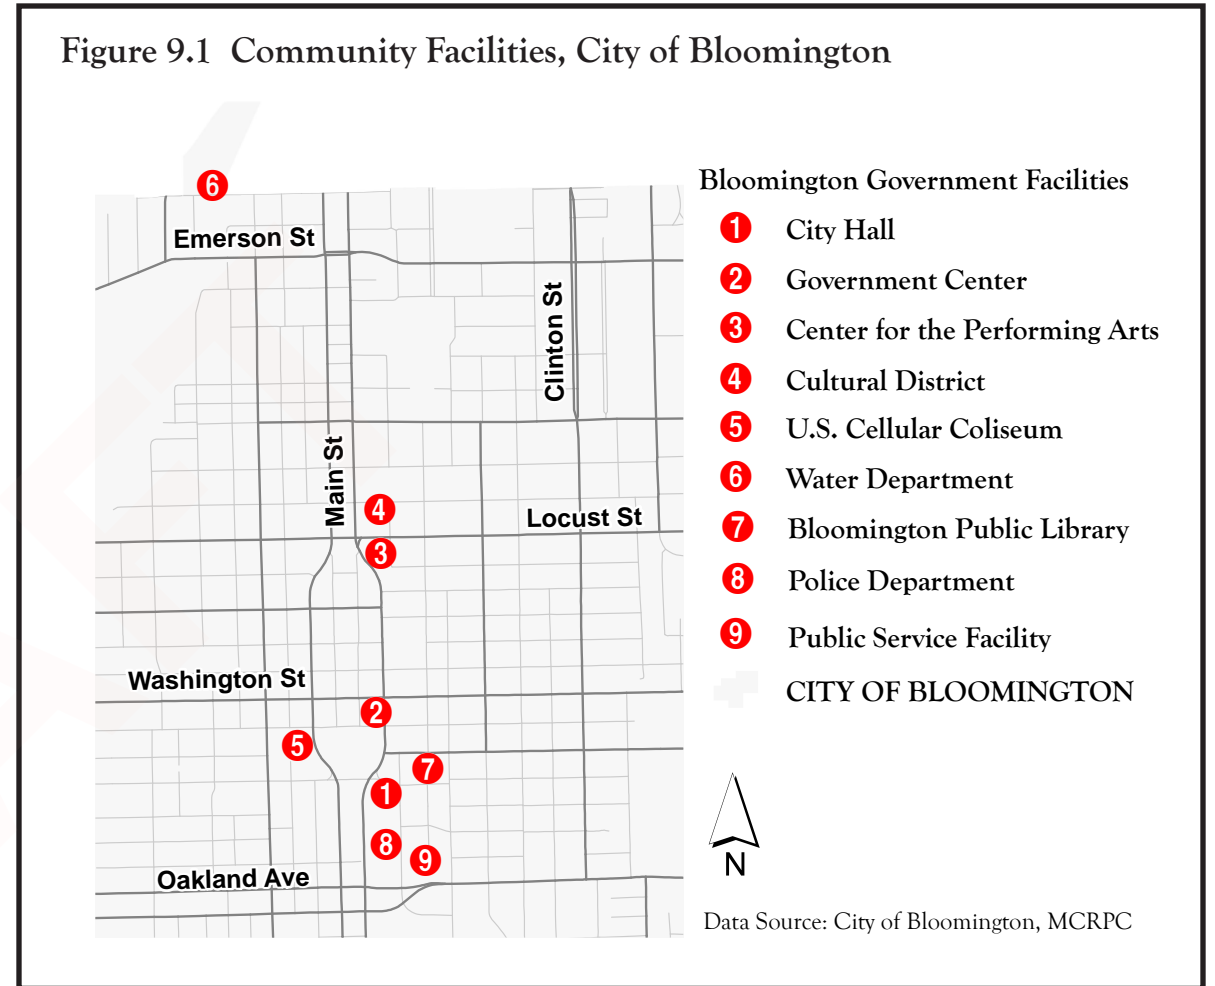 Figure 9.1 Community Facilities, City of Bloomington
6
Emerson St
Clinton St
Main St
4
Locust St
3
Washington St
2
5
7
1
8
9
Oakland Ave
Bloomington Government Facilities
1 City Hall
2 Government Center
3 Center for the Performing Arts
4 Cultural District
5 U.S. Cellular Coliseum
6 Water Department
7 Bloomington Public Library
8 Police Department
9 Public Service Facility
CITY OF BLOOMINGTON
N
Data Source: City of Bloomington, MCRPC